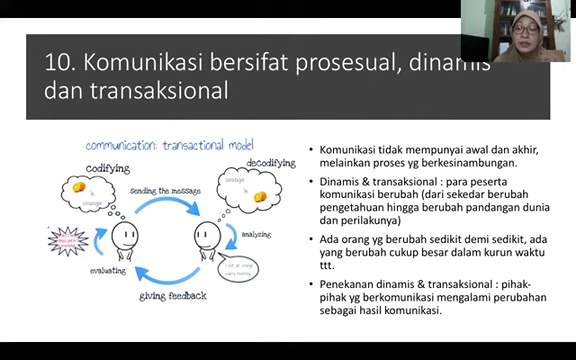 10. Komunikasi bersifat prosesual, dinamis
dan transaksional
communication: transactional model
codifying
decodifying
sending the message
orange
is
orange
analyzing
evaluating
giving feedback
• Komunikasi tidak mempunyai awal dan akhir,
melainkan proses yg berkesinambungan.
• Dinamis & transaksional : para peserta
komunikasi berubah (dari sekedar berubah
pengetahuan hingga berubah pandangan dunia
dan perilakunya)
• Ada orang yg berubah sedikit demi sedikit, ada
yang berubah cukup besar dalam kurun waktu
ttt.
• Penekanan dinamis & transaksional : pihak-
pihak yg berkomunikasi mengalami perubahan
sebagai hasil komunikasi.